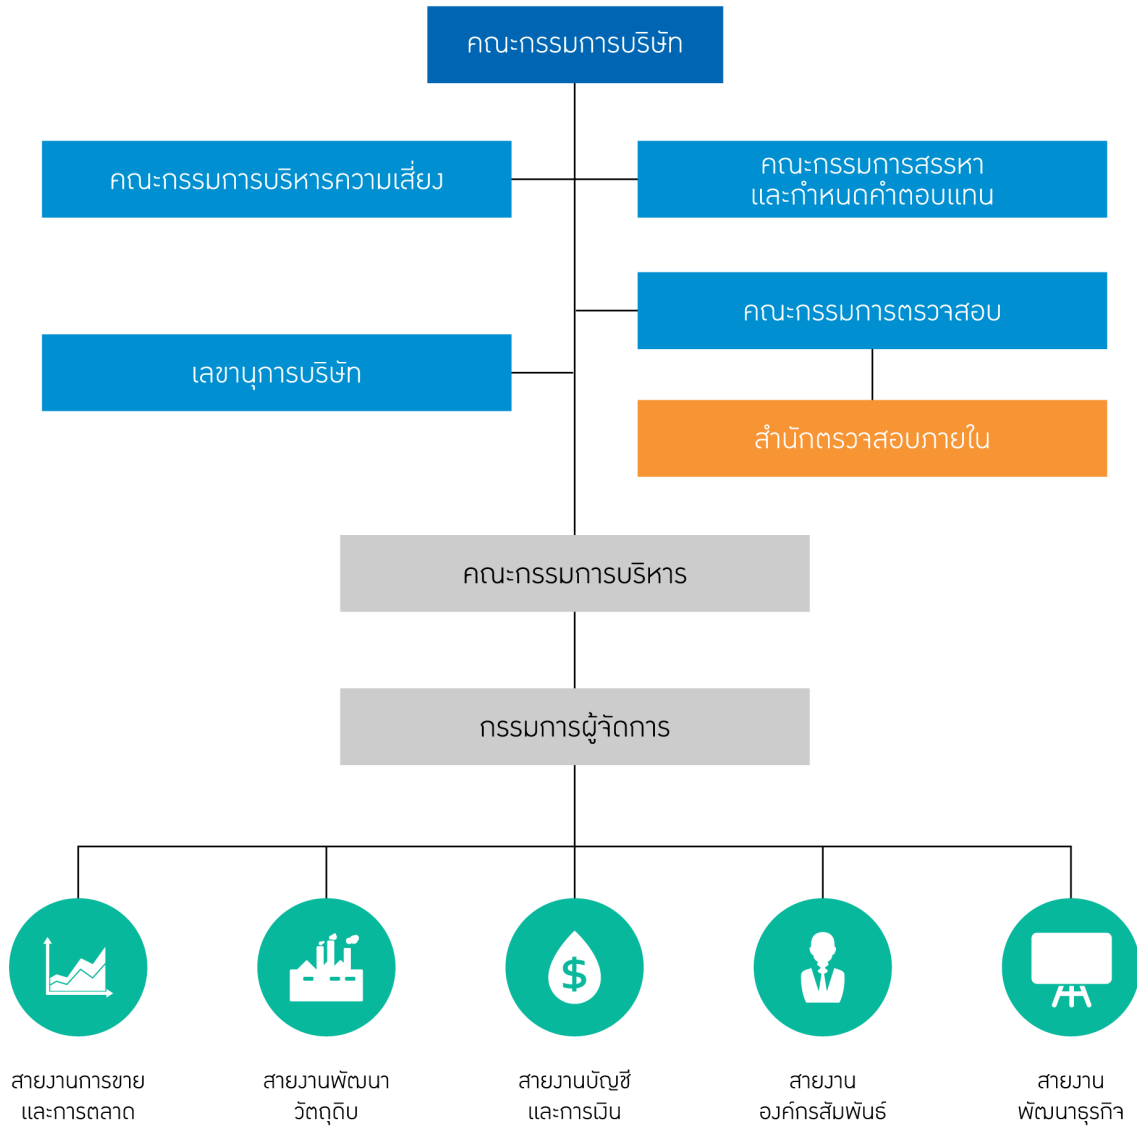 คณะกรรมการบริษัท
คณะกรรมการบริหารความเสี่ยง
คณะกรรมการสรรหา
และกำหนดคำตอบแทน
คณะกรรมการตรวจสอบ
เลขานุการบริษัท
สำนักตรวจสอบภายใน
คณะกรรมการบริหาร
กรรมการผู้จัดการ
สายงานการขาย
และการตลาด
สายงานพัฒนา
วัตถุดิบ
สายงานบัญชี
และการเงิน
สายงาน
องค์กรสัมพันธ์
สายงาน
พัฒนาธุรกิจ